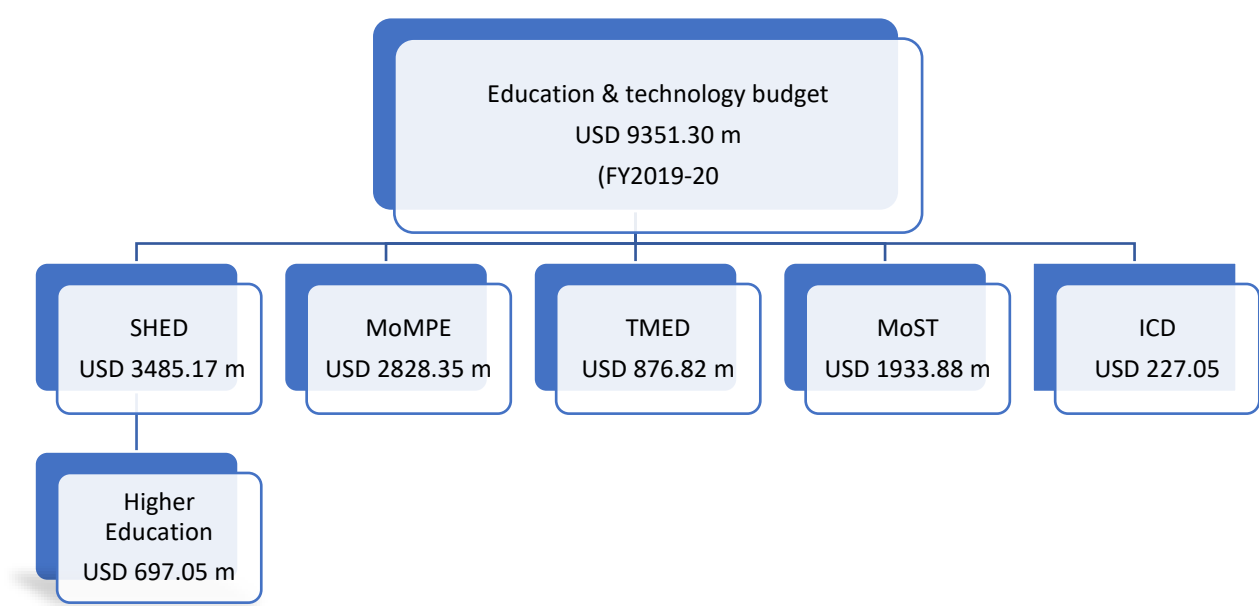 Education & technology budget
USD 9351.30 m
(FY2019-20
SHED
USD 3485.17 m
MoMPE
USD 2828.35 m
TMED
USD 876.82 m
MoST
USD 1933.88 m
ICD
USD 227.05
Higher
Education
USD 697.05 m